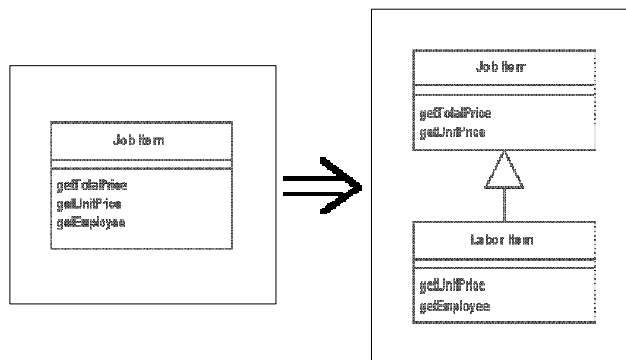 Job Item
getTotalPrice
getUnitPrice
getEmployee
Job Item
getTotalPrice
getUnitPrice
Labor Item
getUnitPrice
getEmployee